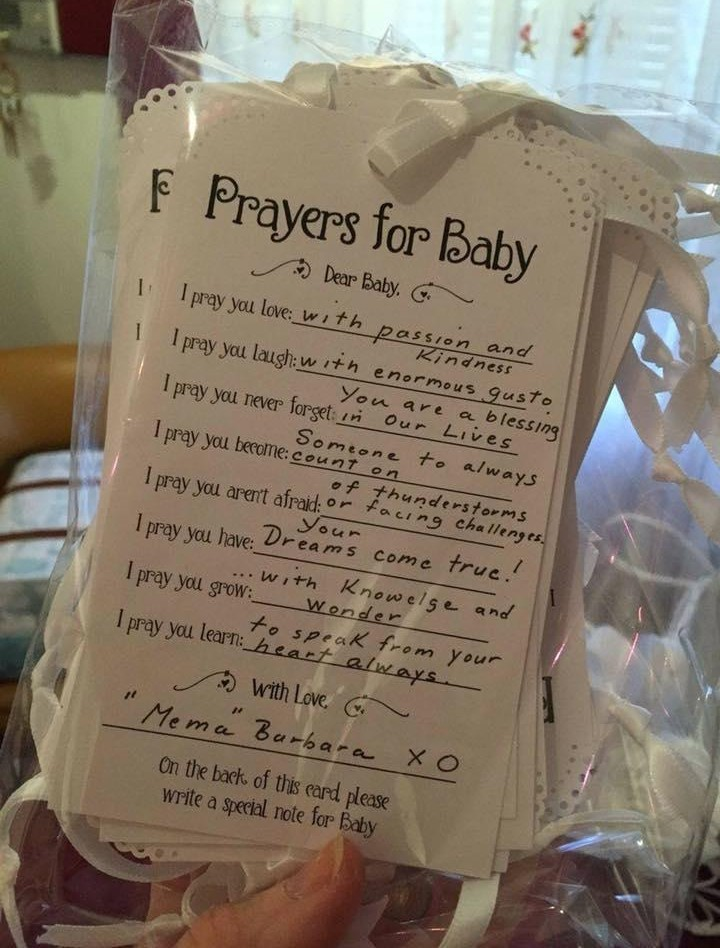 Prayers for Baby
Dear Baby,
I pray you love: with passion and
Kindness
I pray you laugh: with enormous gusto
You are a blessing
I pray you never forget: in Our Lives
Someone to always
I pray you become: count on
of thunderstorms
I pray you aren't afraid: or facing challenges.
your
I pray you have: Dreams come true!
... with Knowelge and
I pray you grow: Wonder
to speak from your
I pray you learn: heart always.
With Love,
"Mema" Barbara XO
On the back of this card please
write a special note for Baby